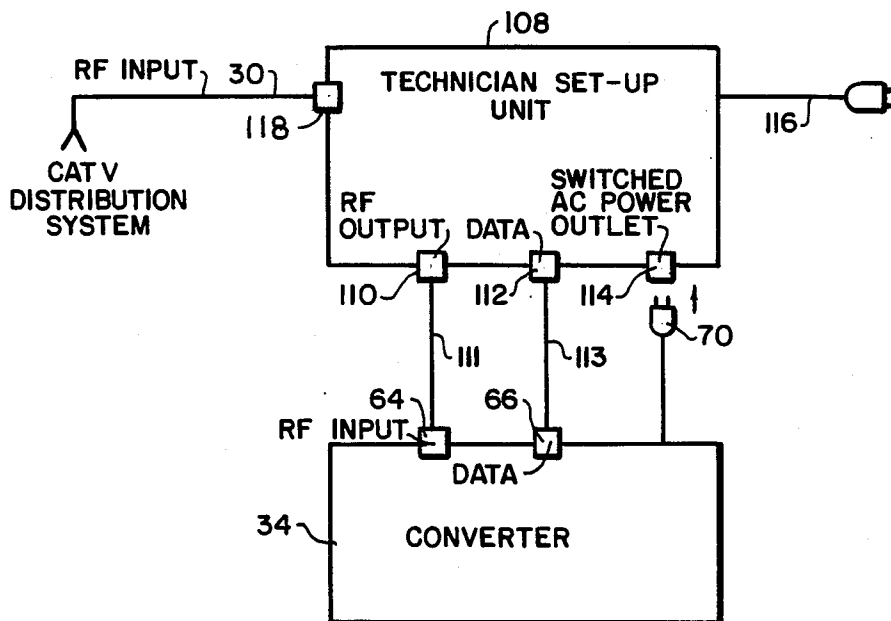 108
RF INPUT 30
TECHNICIAN SET-UP
UNIT
118
116
CATV
DISTRIBUTION
SYSTEM
RF
OUTPUT
DATA
SWITCHED
AC POWER
OUTLET
110
112
114
70
111
113
64
66
RF INPUT
DATA
34
CONVERTER